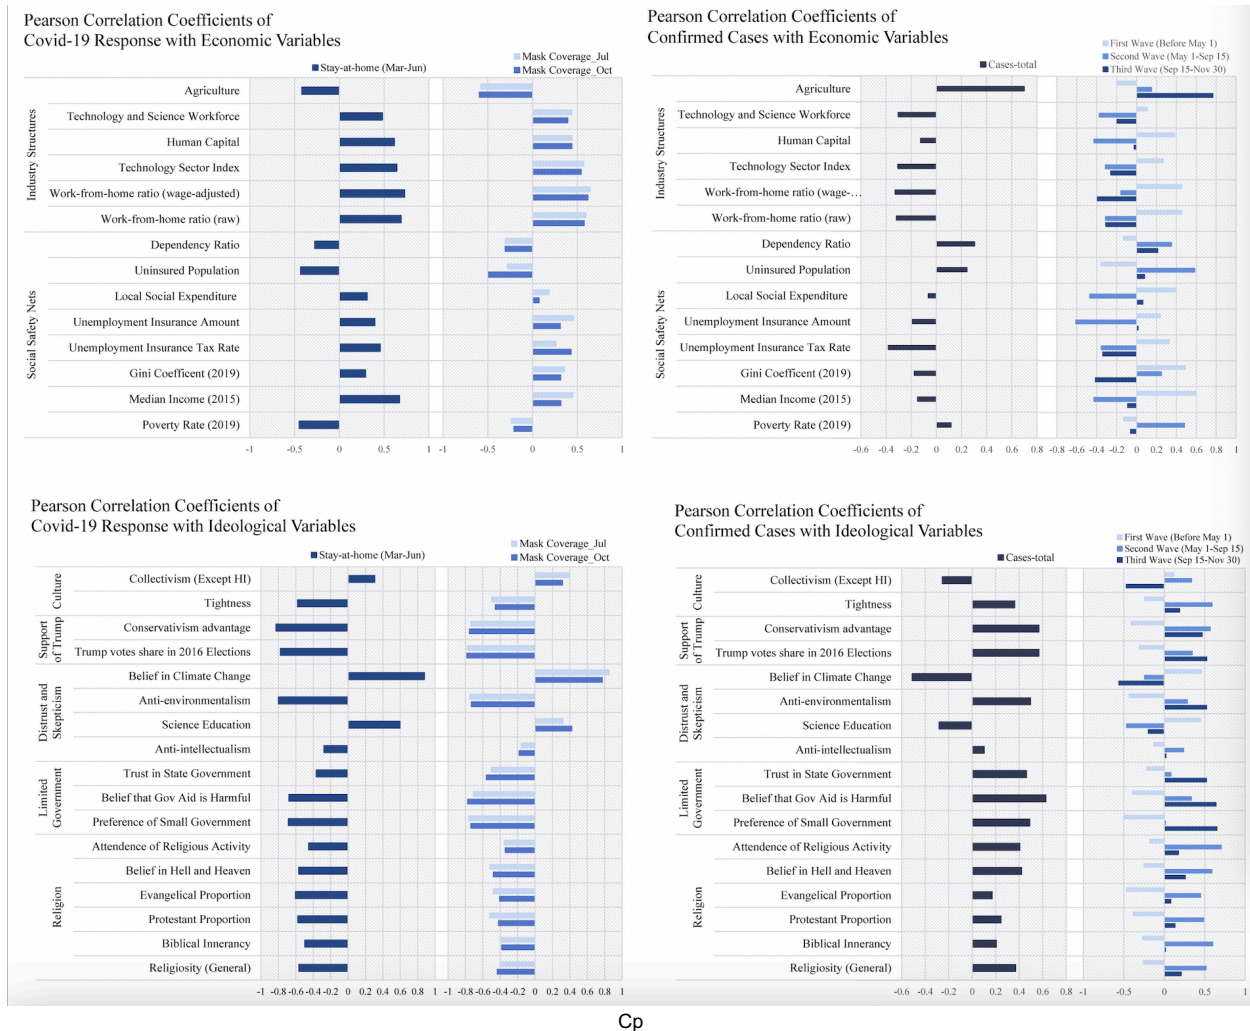 Pearson Correlation Coefficients of
Covid-19 Response with Economic Variables
Stay-at-home (Mar-Jun)
Mask Coverage_Jul
Mask Coverage_Oct
Industry Structures
Agriculture
Technology and Science Workforce
Human Capital
Technology Sector Index
Work-from-home ratio (wage-adjusted)
Work-from-home ratio (raw)
Social Safety Nets
Dependency Ratio
Uninsured Population
Local Social Expenditure
Unemployment Insurance Amount
Unemployment Insurance Tax Rate
Gini Coefficent (2019)
Median Income (2015)
Poverty Rate (2019)
-1 -0.5 0 0.5 1 -0.5 0 0.5 1
Pearson Correlation Coefficients of
Confirmed Cases with Economic Variables
Cases-total
First Wave (Before May 1)
Second Wave (May 1-Sep 15)
Third Wave (Sep 15-Nov 30)
Industry Structures
Agriculture
Technology and Science Workforce
Human Capital
Technology Sector Index
Work-from-home ratio (wage-...
Work-from-home ratio (raw)
Social Safety Nets
Dependency Ratio
Uninsured Population
Local Social Expenditure
Unemployment Insurance Amount
Unemployment Insurance Tax Rate
Gini Coefficent (2019)
Median Income (2015)
Poverty Rate (2019)
-0.6 -0.4 -0.2 0 0.2 0.4 0.6 0.8 -0.6 -0.4 -0.2 0 0.2 0.4 0.6 0.8 1
Pearson Correlation Coefficients of
Covid-19 Response with Ideological Variables
Stay-at-home (Mar-Jun)
Mask Coverage_Jul
Mask Coverage_Oct
Culture
Collectivism (Except HI)
Tightness
Support
of Trump
Conservativism advantage
Trump votes share in 2016 Elections
Distrust and
Skepticism
Belief in Climate Change
Anti-environmentalism
Science Education
Anti-intellectualism
Limited
Government
Trust in State Government
Belief that Gov Aid is Harmful
Preference of Small Government
Religion
Attendence of Religious Activity
Belief in Hell and Heaven
Evangelical Proportion
Protestant Proportion
Biblical Innerancy
Religiosity (General)
-1 -0.8 -0.6 -0.4 -0.2 0 0.2 0.4 0.6 0.8 1 -0.8 -0.6 -0.4 -0.2 0 0.2 0.4 0.6 0.8 1
Pearson Correlation Coefficients of
Confirmed Cases with Ideological Variables
Cases-total
First Wave (Before May 1)
Second Wave (May 1-Sep 15)
Third Wave (Sep 15-Nov 30)
Culture
Collectivism (Except HI)
Tightness
Support
of Trump
Conservativism advantage
Trump votes share in 2016 Elections
Distrust and
Skepticism
Belief in Climate Change
Anti-environmentalism
Science Education
Anti-intellectualism
Limited
Government
Trust in State Government
Belief that Gov Aid is Harmful
Preference of Small Government
Religion
Attendence of Religious Activity
Belief in Hell and Heaven
Evangelical Proportion
Protestant Proportion
Biblical Innerancy
Religiosity (General)
-0.6 -0.4 -0.2 0 0.2 0.4 0.6 0.8 -1 -0.5 0 0.5 1
Cp